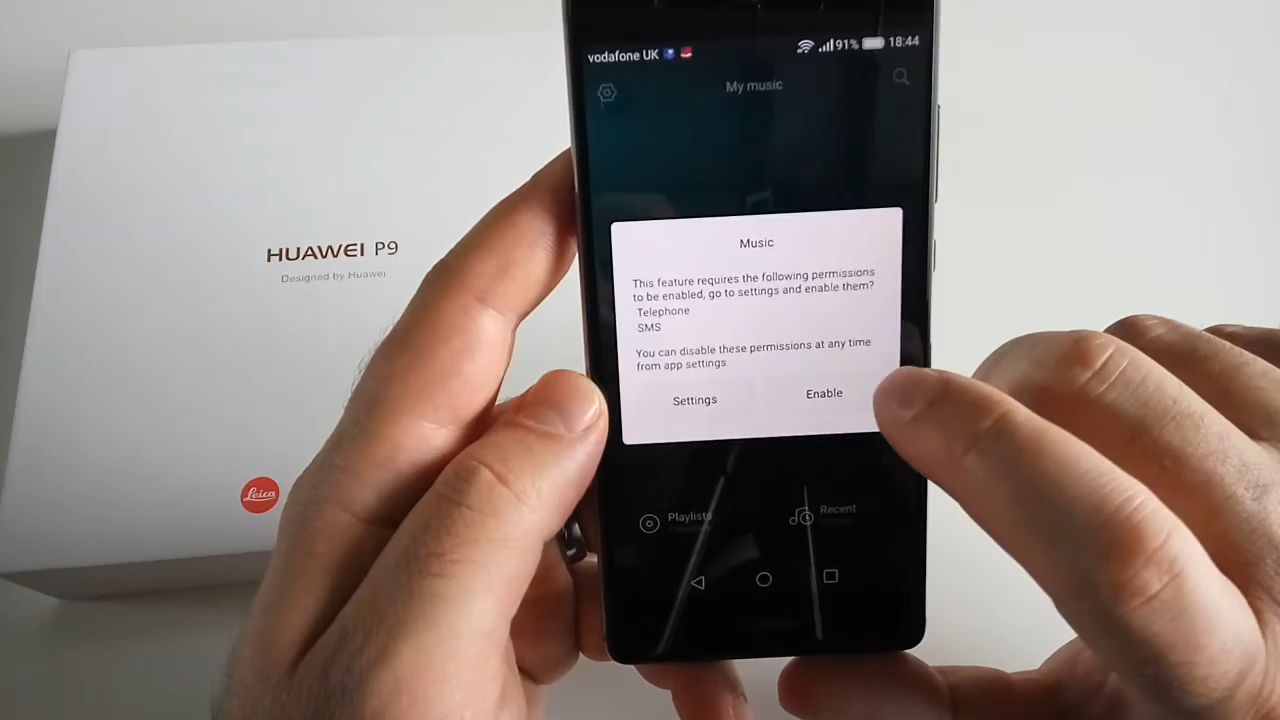 vodafone UK
91%
18:44
My music
HUAWEI P9
Designed by Huawei
Leica
Music
This feature requires the following permissions
to be enabled, go to settings and enable them?
Telephone
SMS
You can disable these permissions at any time
from app settings.
Settings
Enable
Playlists
Recent